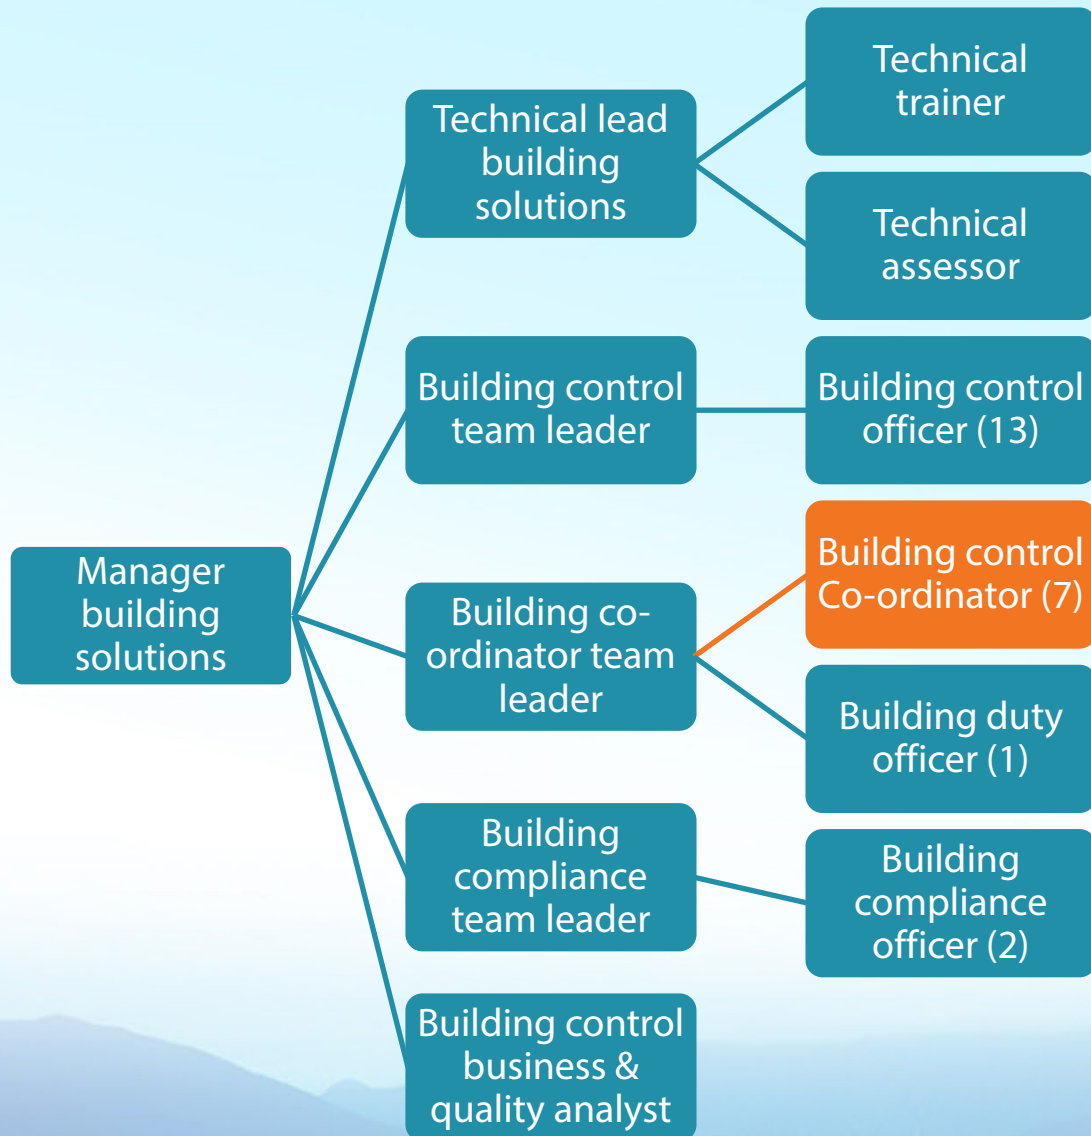 Manager
building
solutions
Technical lead
building
solutions
Technical
trainer
Technical
assessor
Building control
team leader
Building control
officer (13)
Building co-
ordinator team
leader
Building control
Co-ordinator (7)
Building duty
officer (1)
Building
compliance
team leader
Building
compliance
officer (2)
Building control
business &
quality analyst